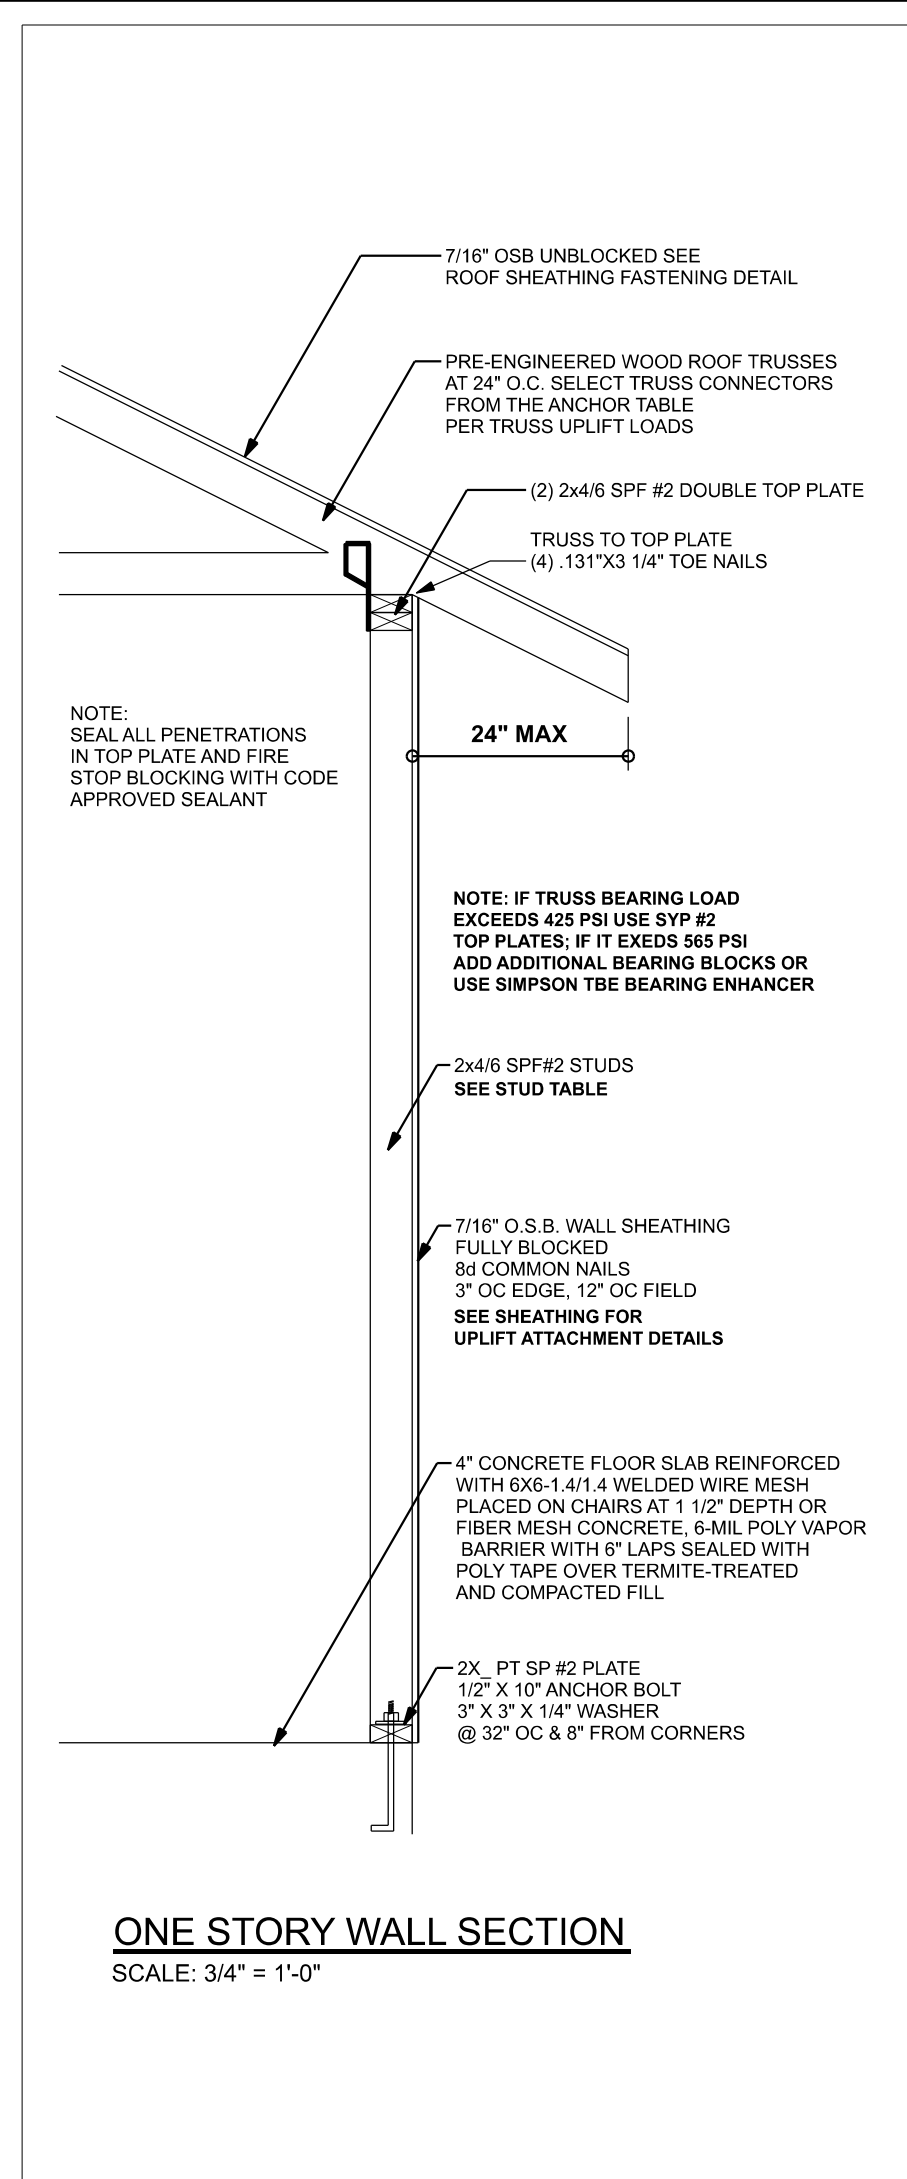 7/16" OSB UNBLOCKED SEE
ROOF SHEATHING FASTENING DETAIL
PRE-ENGINEERED WOOD ROOF TRUSSES
AT 24" O.C. SELECT TRUSS CONNECTORS
FROM THE ANCHOR TABLE
PER TRUSS UPLIFT LOADS
(2) 2x4/6 SPF #2 DOUBLE TOP PLATE
TRUSS TO TOP PLATE
(4) .131"X3 1/4" TOE NAILS
NOTE:
SEAL ALL PENETRATIONS
IN TOP PLATE AND FIRE
STOP BLOCKING WITH CODE
APPROVED SEALANT
24" MAX
NOTE: IF TRUSS BEARING LOAD
EXCEEDS 425 PSI USE SYP #2
TOP PLATES; IF IT EXEDS 565 PSI
ADD ADDITIONAL BEARING BLOCKS OR
USE SIMPSON TBE BEARING ENHANCER
2x4/6 SPF#2 STUDS
SEE STUD TABLE
7/16" O.S.B. WALL SHEATHING
FULLY BLOCKED
8d COMMON NAILS
3" OC EDGE, 12" OC FIELD
SEE SHEATHING FOR
UPLIFT ATTACHMENT DETAILS
4" CONCRETE FLOOR SLAB REINFORCED
WITH 6X6-1.4/1.4 WELDED WIRE MESH
PLACED ON CHAIRS AT 1 1/2" DEPTH OR
FIBER MESH CONCRETE, 6-MIL POLY VAPOR
BARRIER WITH 6" LAPS SEALED WITH
POLY TAPE OVER TERMITE-TREATED
AND COMPACTED FILL
2X_ PT SP #2 PLATE
1/2" X 10" ANCHOR BOLT
3" X 3" X 1/4" WASHER
@ 32" OC & 8" FROM CORNERS
ONE STORY WALL SECTION
SCALE: 3/4" = 1'-0"